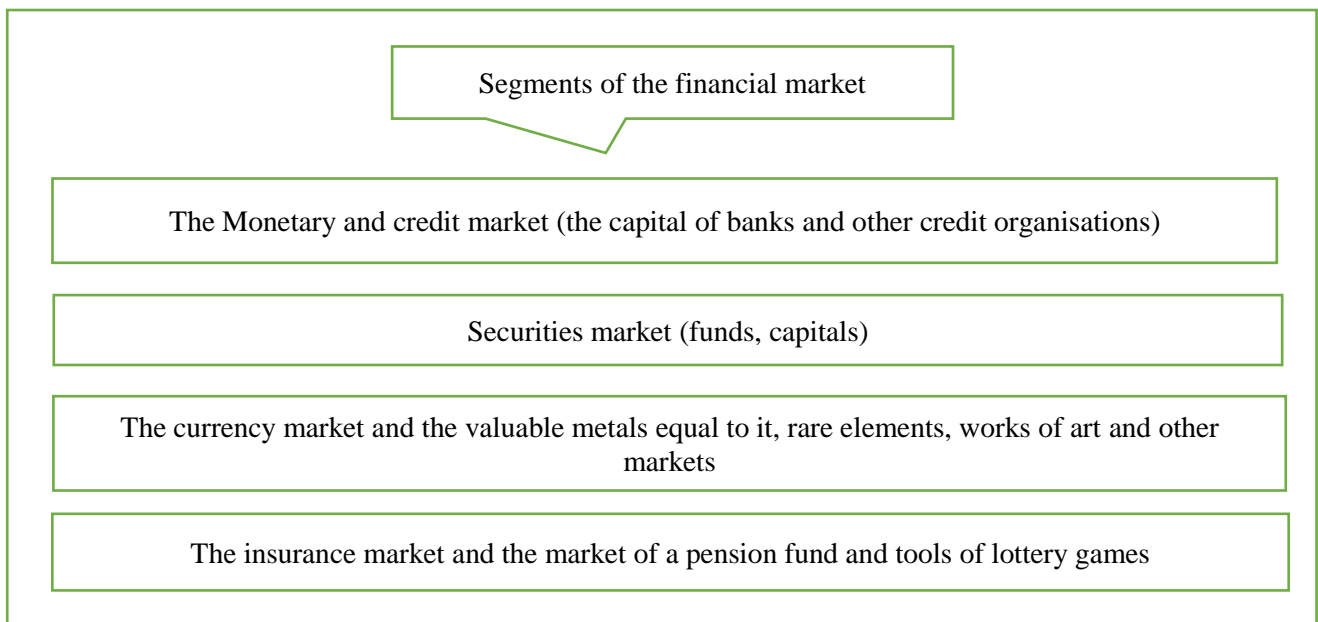 Segments of the financial market
The Monetary and credit market (the capital of banks and other credit organisations)
Securities market (funds, capitals)
The currency market and the valuable metals equal to it, rare elements, works of art and other
markets
The insurance market and the market of a pension fund and tools of lottery games